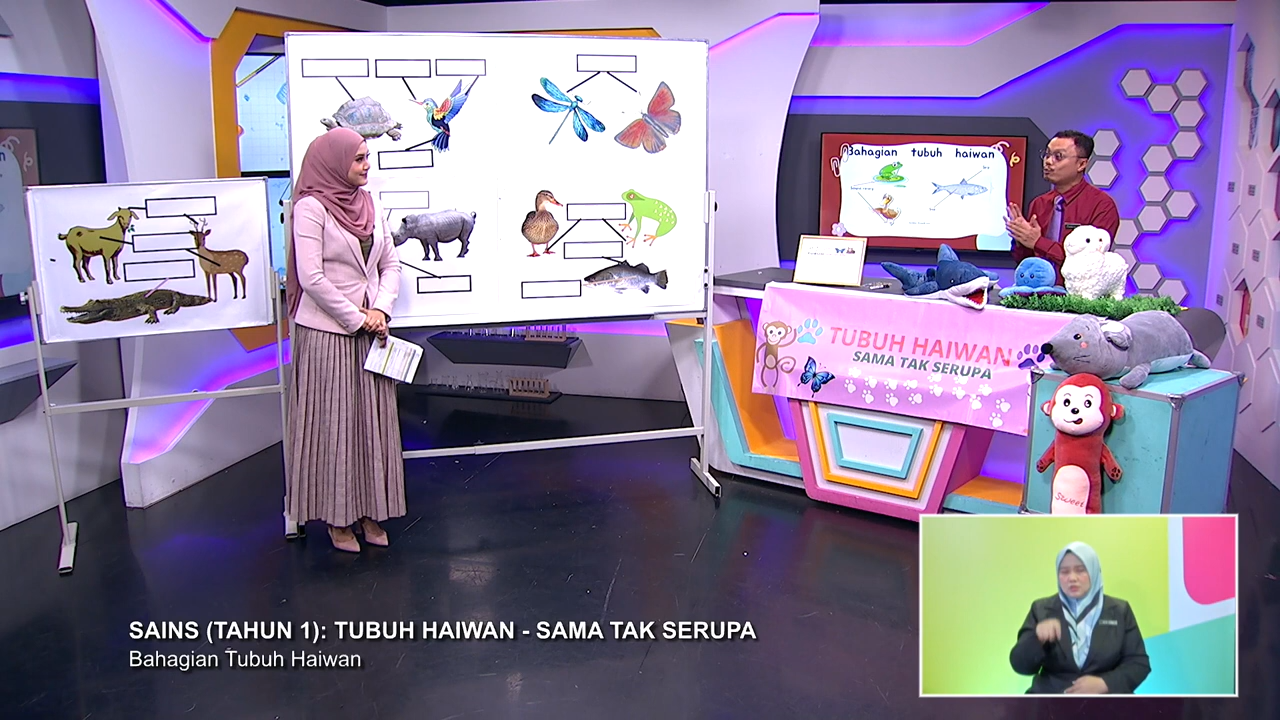 Bahagian tubuh haiwan
TUBUH HAIWAN
SAMA TAK SERUPA
Sweet
SAINS (TAHUN 1): TUBUH HAIWAN - SAMA TAK SERUPA
Bahagian Tubuh Haiwan